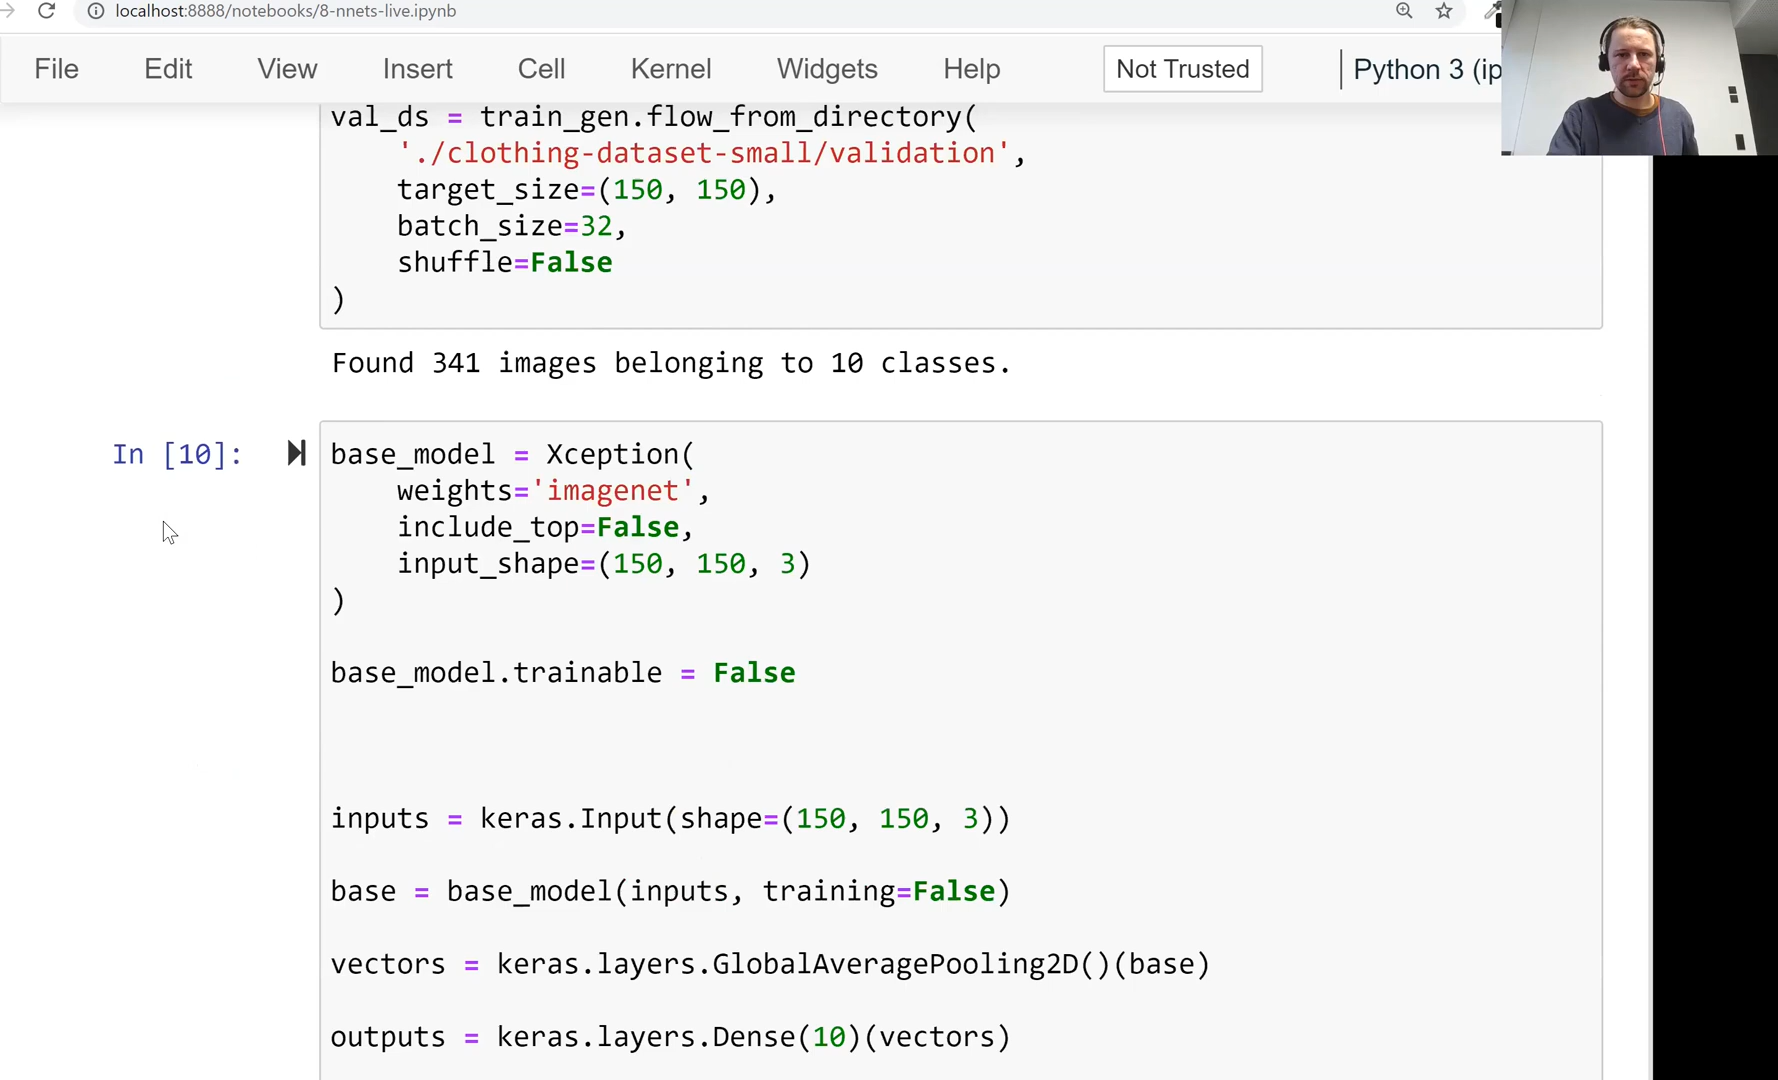 localhost:8888/notebooks/8-nnets-live.ipynb
File Edit View Insert Cell Kernel Widgets Help Not Trusted Python 3 (ip
val_ds = train_gen.flow_from_directory(
'./clothing-dataset-small/validation',
target_size=(150, 150),
batch_size=32,
shuffle=False
)
Found 341 images belonging to 10 classes.
In [10]:
base_model = Xception(
weights='imagenet',
include_top=False,
input_shape=(150, 150, 3)
)
base_model.trainable = False
inputs = keras.Input(shape=(150, 150, 3))
base = base_model(inputs, training=False)
vectors = keras.layers.GlobalAveragePooling2D()(base)
outputs = keras.layers.Dense(10)(vectors)